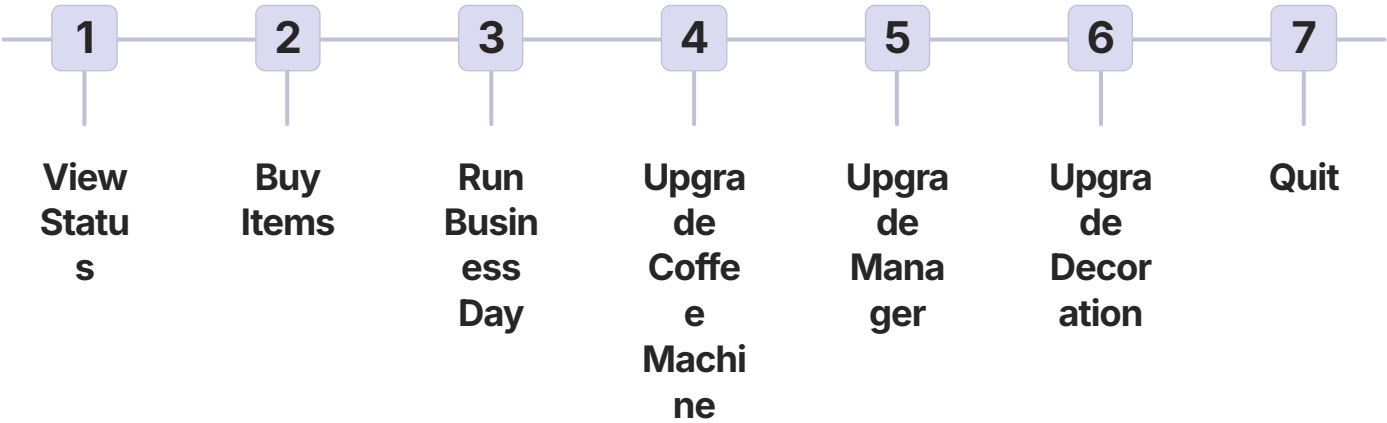 1 2 3 4 5 6 7
View
Statu
s
Buy
Items
Run
Busin
ess
Day
Upgra
de
Coffe
e
Machi
ne
Upgra
de
Mana
ger
Upgra
de
Decor
ation
Quit